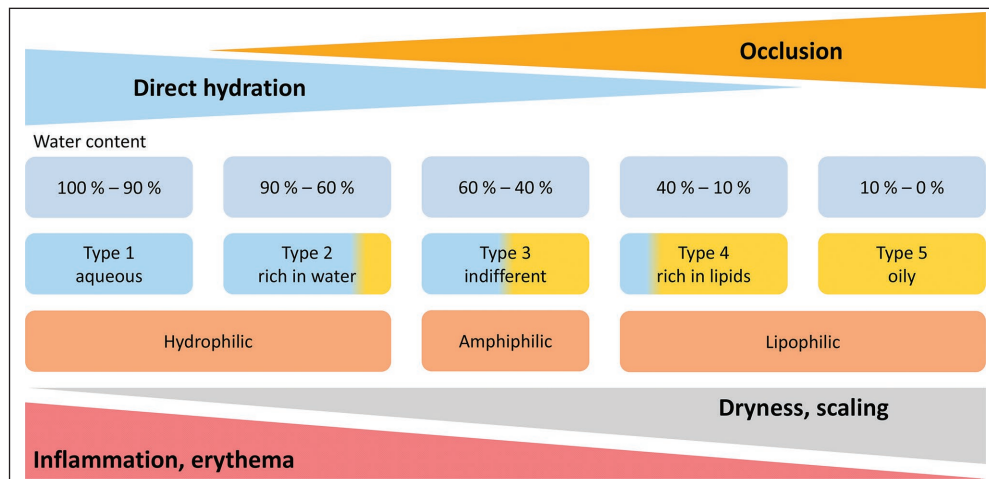 Occlusion
Direct hydration
Water content
100 % – 90 %
90 % – 60 %
60 % – 40 %
40 % – 10 %
10 % – 0 %
Type 1
aqueous
Type 2
rich in water
Type 3
indifferent
Type 4
rich in lipids
Type 5
oily
Hydrophilic
Amphiphilic
Lipophilic
Dryness, scaling
Inflammation, erythema